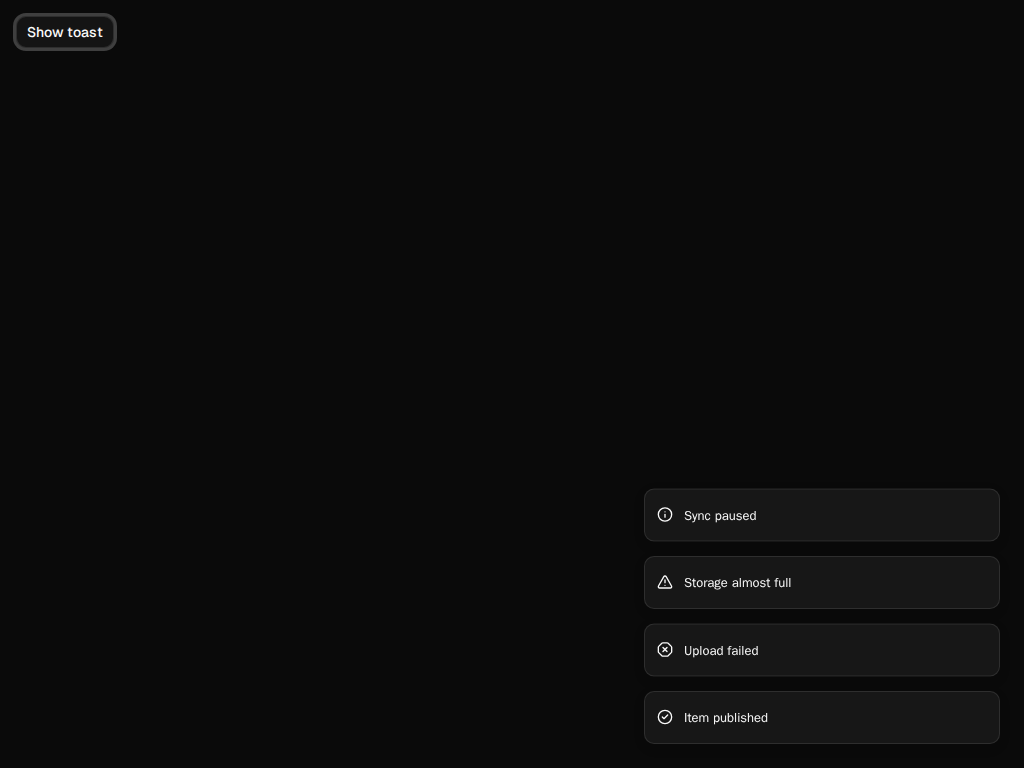 Show toast
Sync paused
Storage almost full
Upload failed
Item published